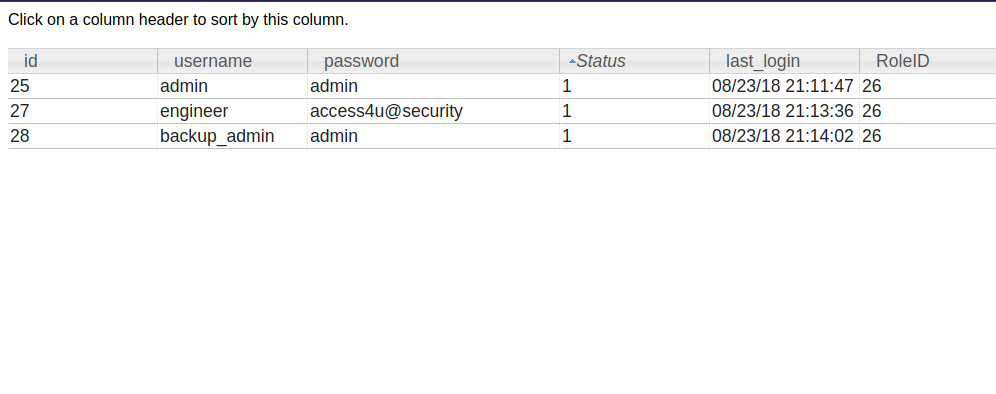 Click on a column header to sort by this column.
id username password Status last_login RoleID
25 admin admin 1 08/23/18 21:11:47 26
27 engineer access4u@security 1 08/23/18 21:13:36 26
28 backup_admin admin 1 08/23/18 21:14:02 26